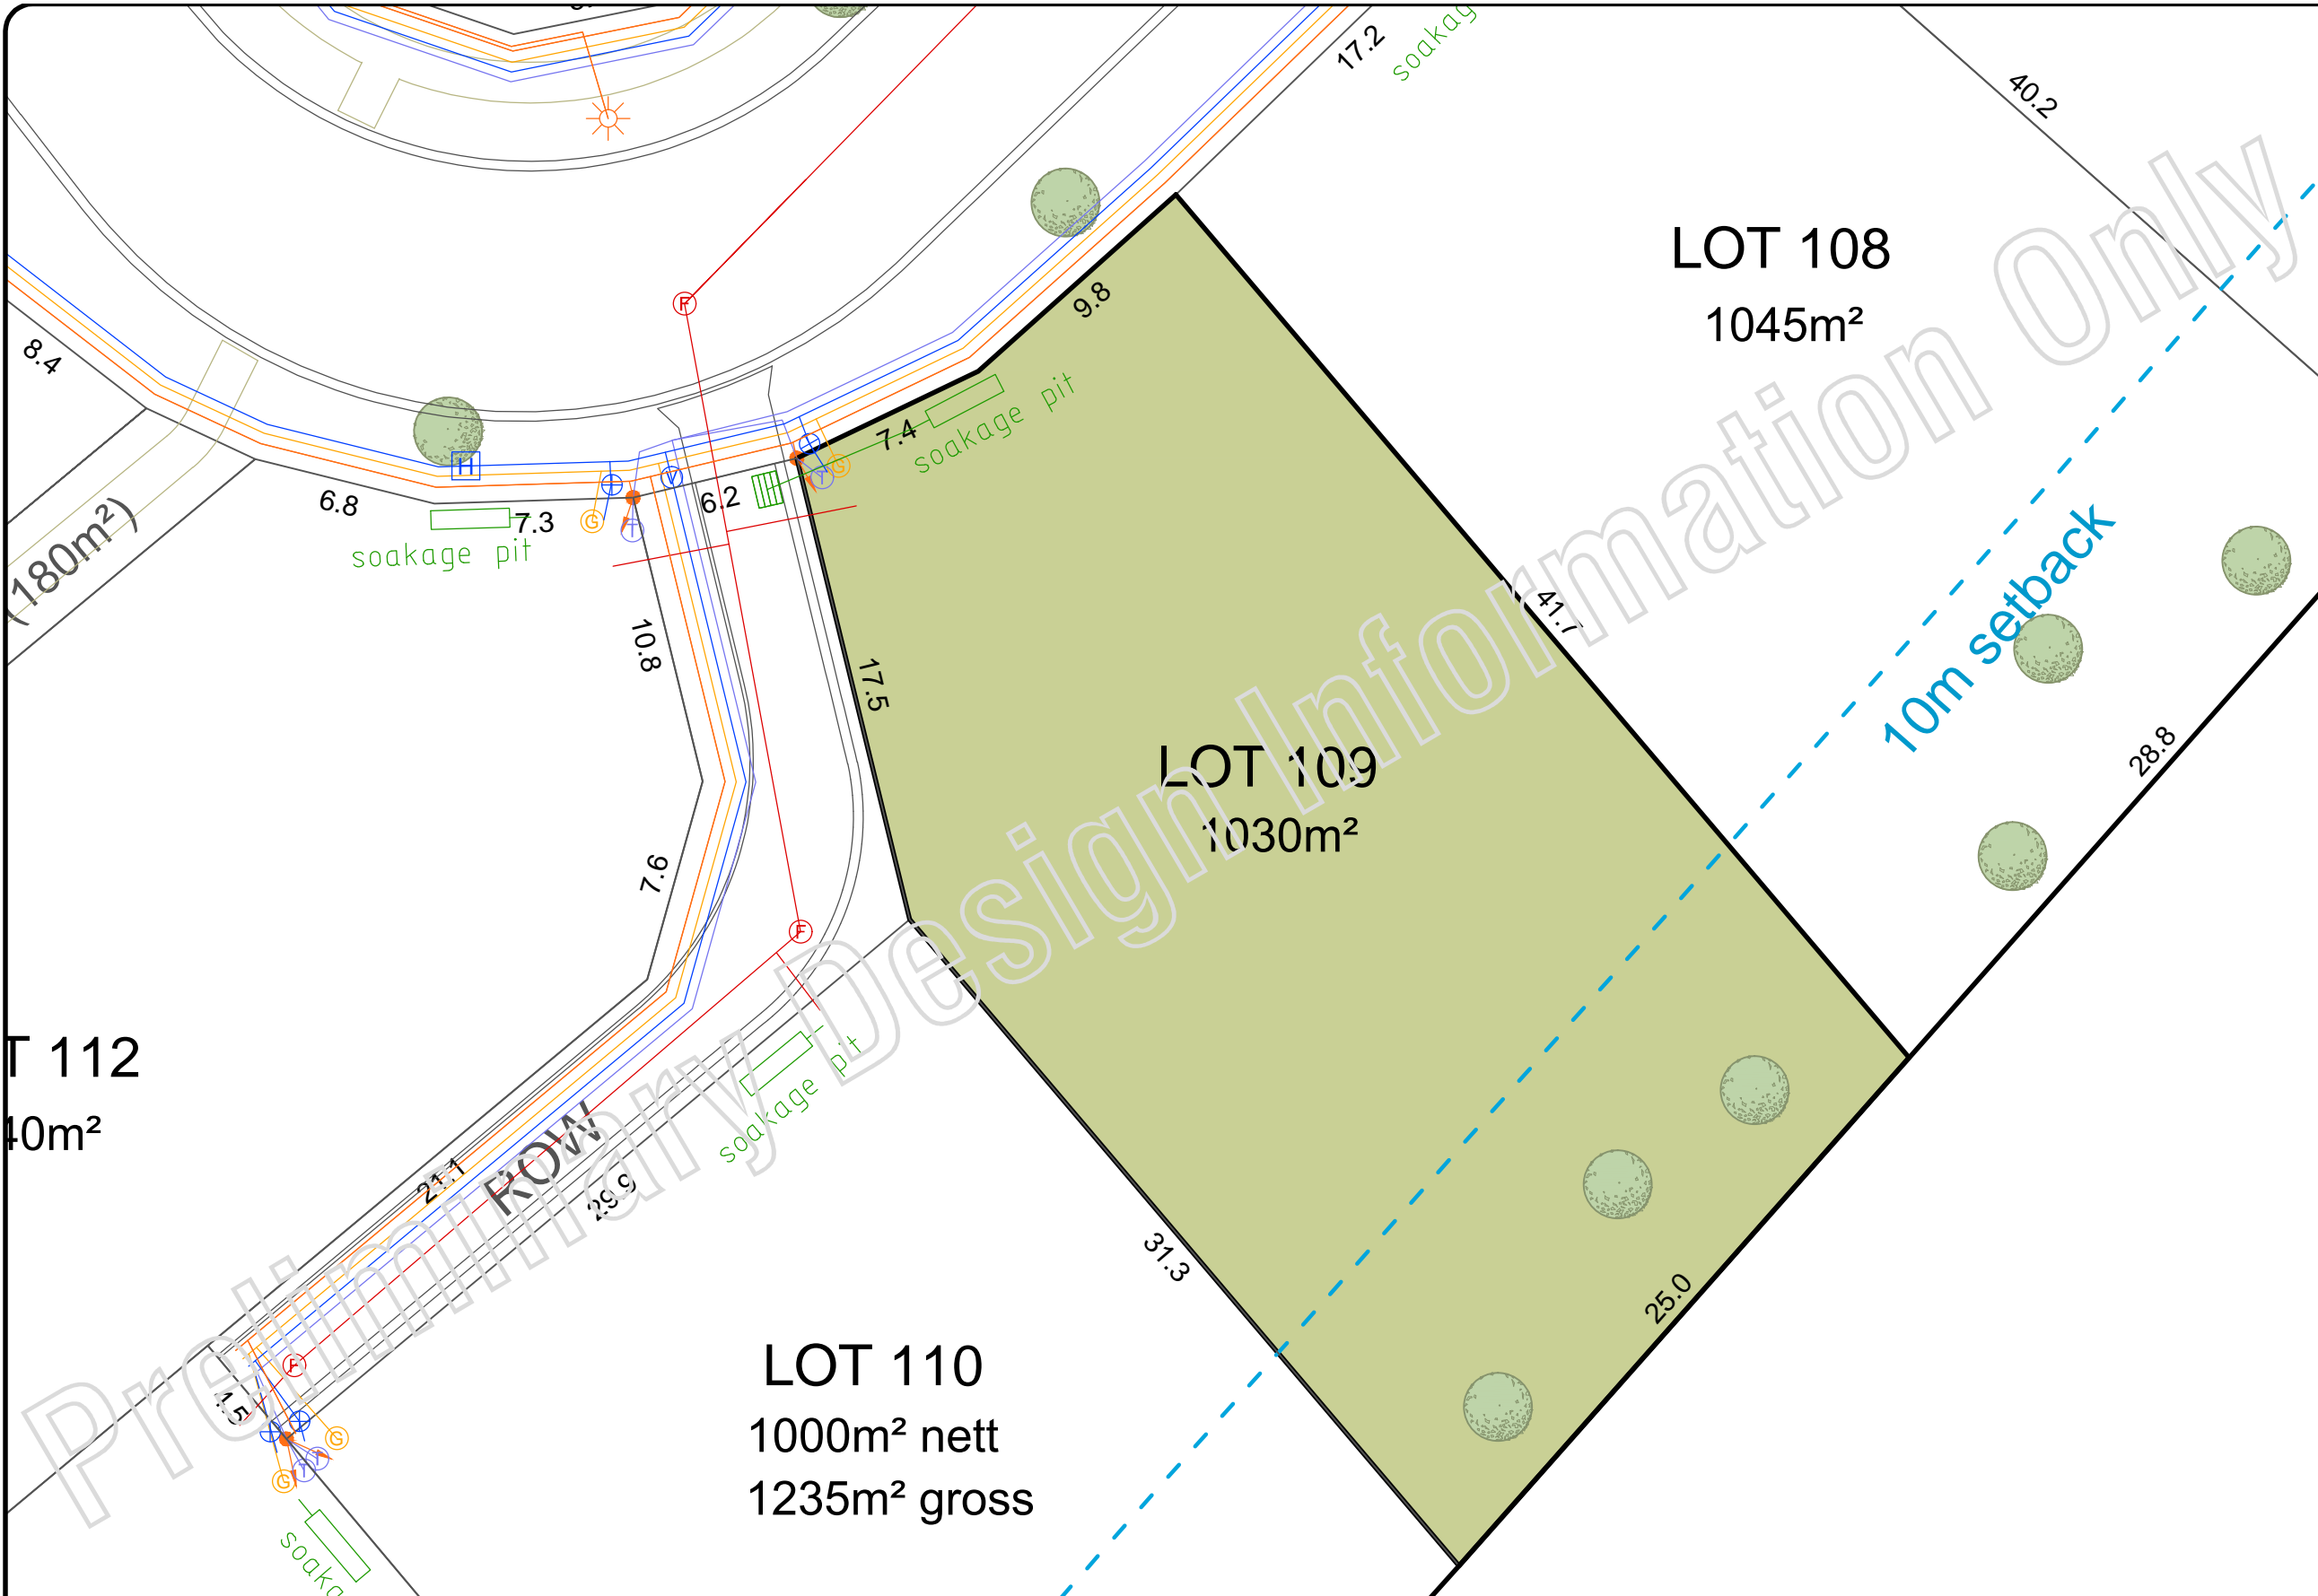 17.2
soakag
40.2
LOT 108
1045m²
9.8
8.4
F
7.4
soakage pit
H
V
G
T
6.8
7.3
soakage pit
G
T
6.2
(180m²)
10.8
17.5
41.7
10m setback
28.8
LOT 109
1030m²
7.6
F
T 112
40m²
soakage pit
21.1
ROW
29.9
31.3
25.0
LOT 110
1000m² nett
1235m² gross
F
G
T
T
G
soaka
Preliminary Design Information Only